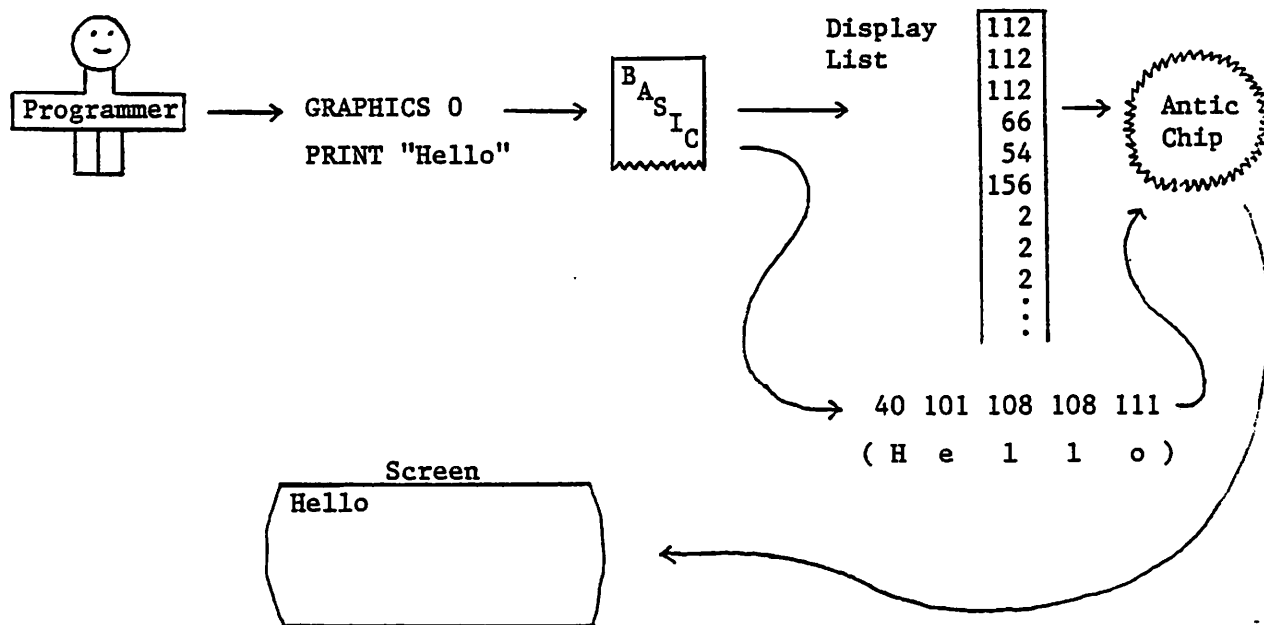 Programmer
GRAPHICS 0
PRINT "Hello"
BASIC
Display
List
112
112
112
66
54
156
2
2
2
.
.
.
Antic
Chip
40 101 108 108 111
( H e l l o )
Screen
Hello